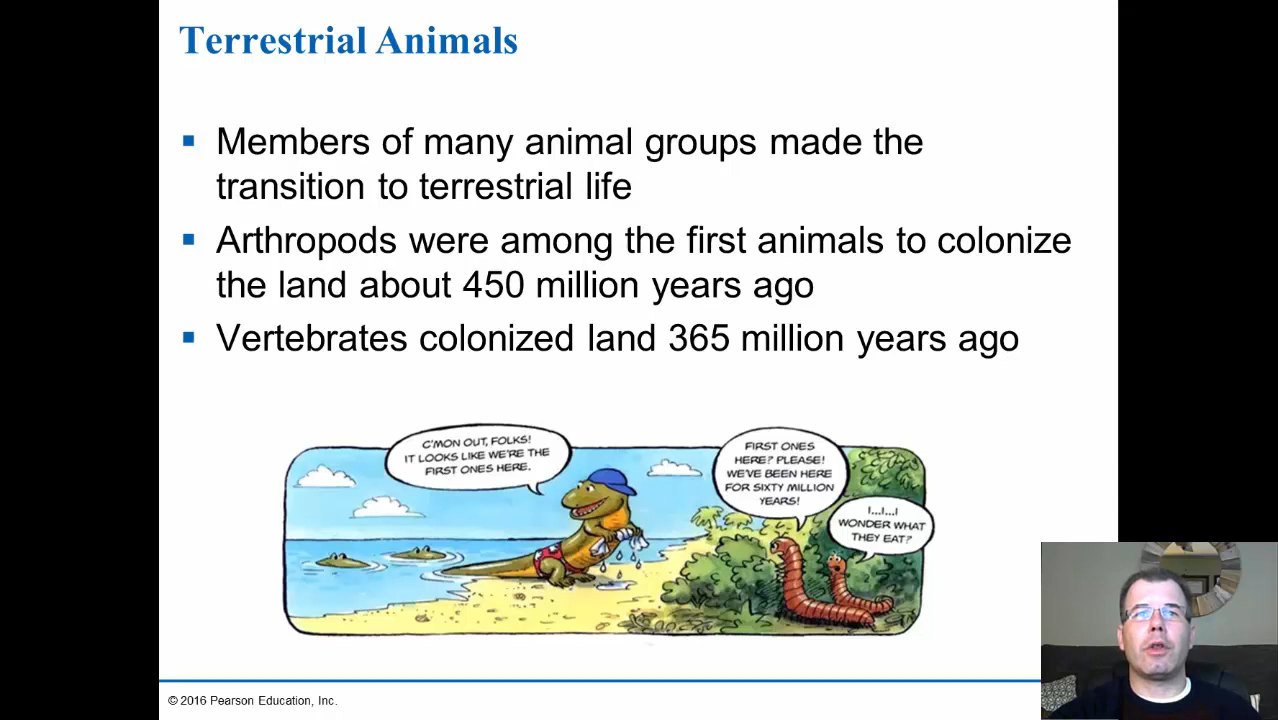 Terrestrial Animals
▪ Members of many animal groups made the
transition to terrestrial life
▪ Arthropods were among the first animals to colonize
the land about 450 million years ago
▪ Vertebrates colonized land 365 million years ago
C'MON OUT, FOLKS!
IT LOOKS LIKE WE'RE THE
FIRST ONES HERE.
FIRST ONES
HERE? PLEASE!
WE'VE BEEN HERE
FOR SIXTY MILLION
YEARS!
I...I...I
WONDER WHAT
THEY EAT?
© 2016 Pearson Education, Inc.